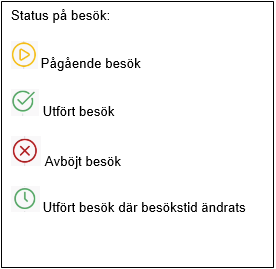 Status på besök:
Pågående besök
Utfört besök
Avböjt besök
Utfört besök där besökstid ändrats